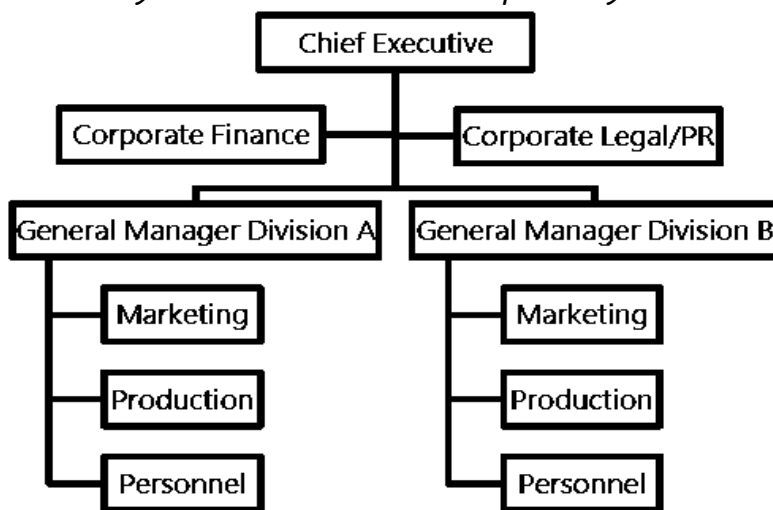 Chief Executive
Corporate Finance
Corporate Legal/PR
General Manager Division A
General Manager Division B
Marketing
Marketing
Production
Production
Personnel
Personnel